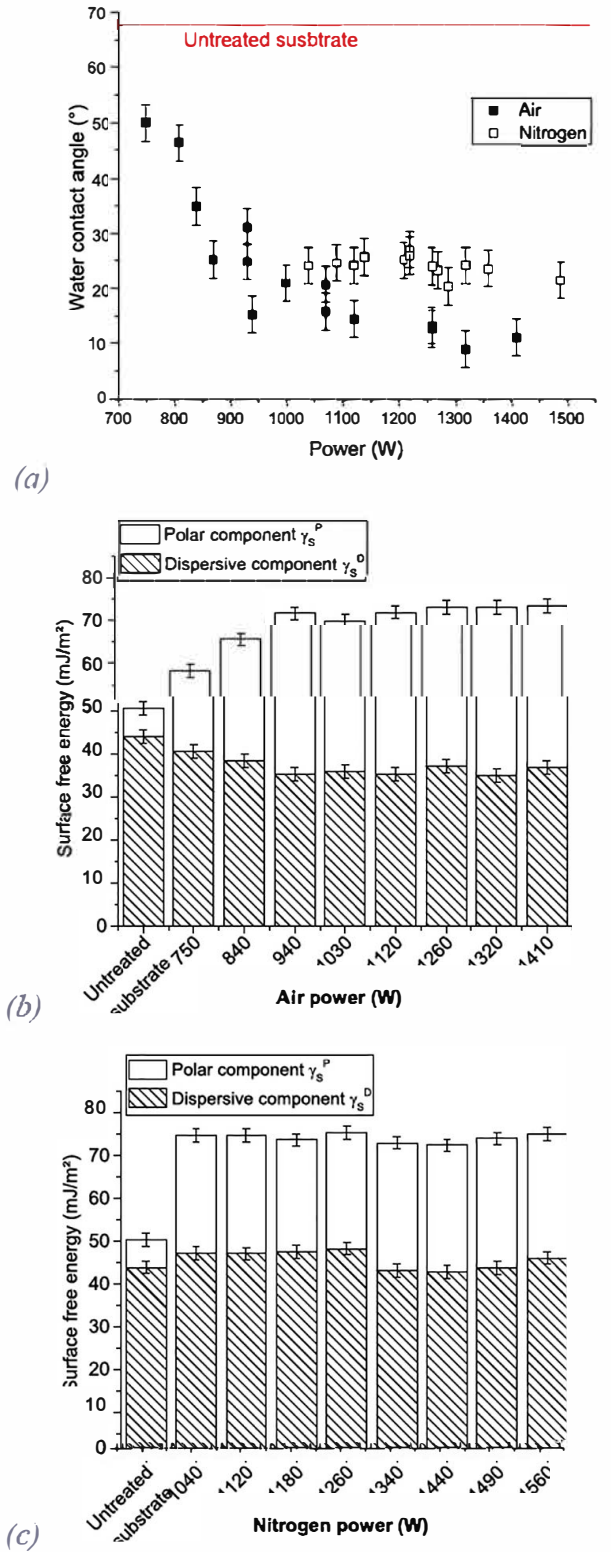 70
Untreated susbtrate
60
50
40
30
20
10
0
Air
Nitrogen
Water contact angle (°)
700 800 900 1000 1100 1200 1300 1400 1500
Power (W)
(a)
Polar component γS^P
Dispersive component γS^D
80
70
60
50
40
30
20
10
0
Surface free energy (mJ/m²)
Untreated substrate 750 840 940 1030 1120 1260 1320 1410
Air power (W)
(b)
Polar component γS^P
Dispersive component γS^D
80
70
60
50
40
30
20
10
0
Surface free energy (mJ/m²)
Untreated substrate 1040 1120 1180 1260 1340 1440 1490 1560
Nitrogen power (W)
(c)